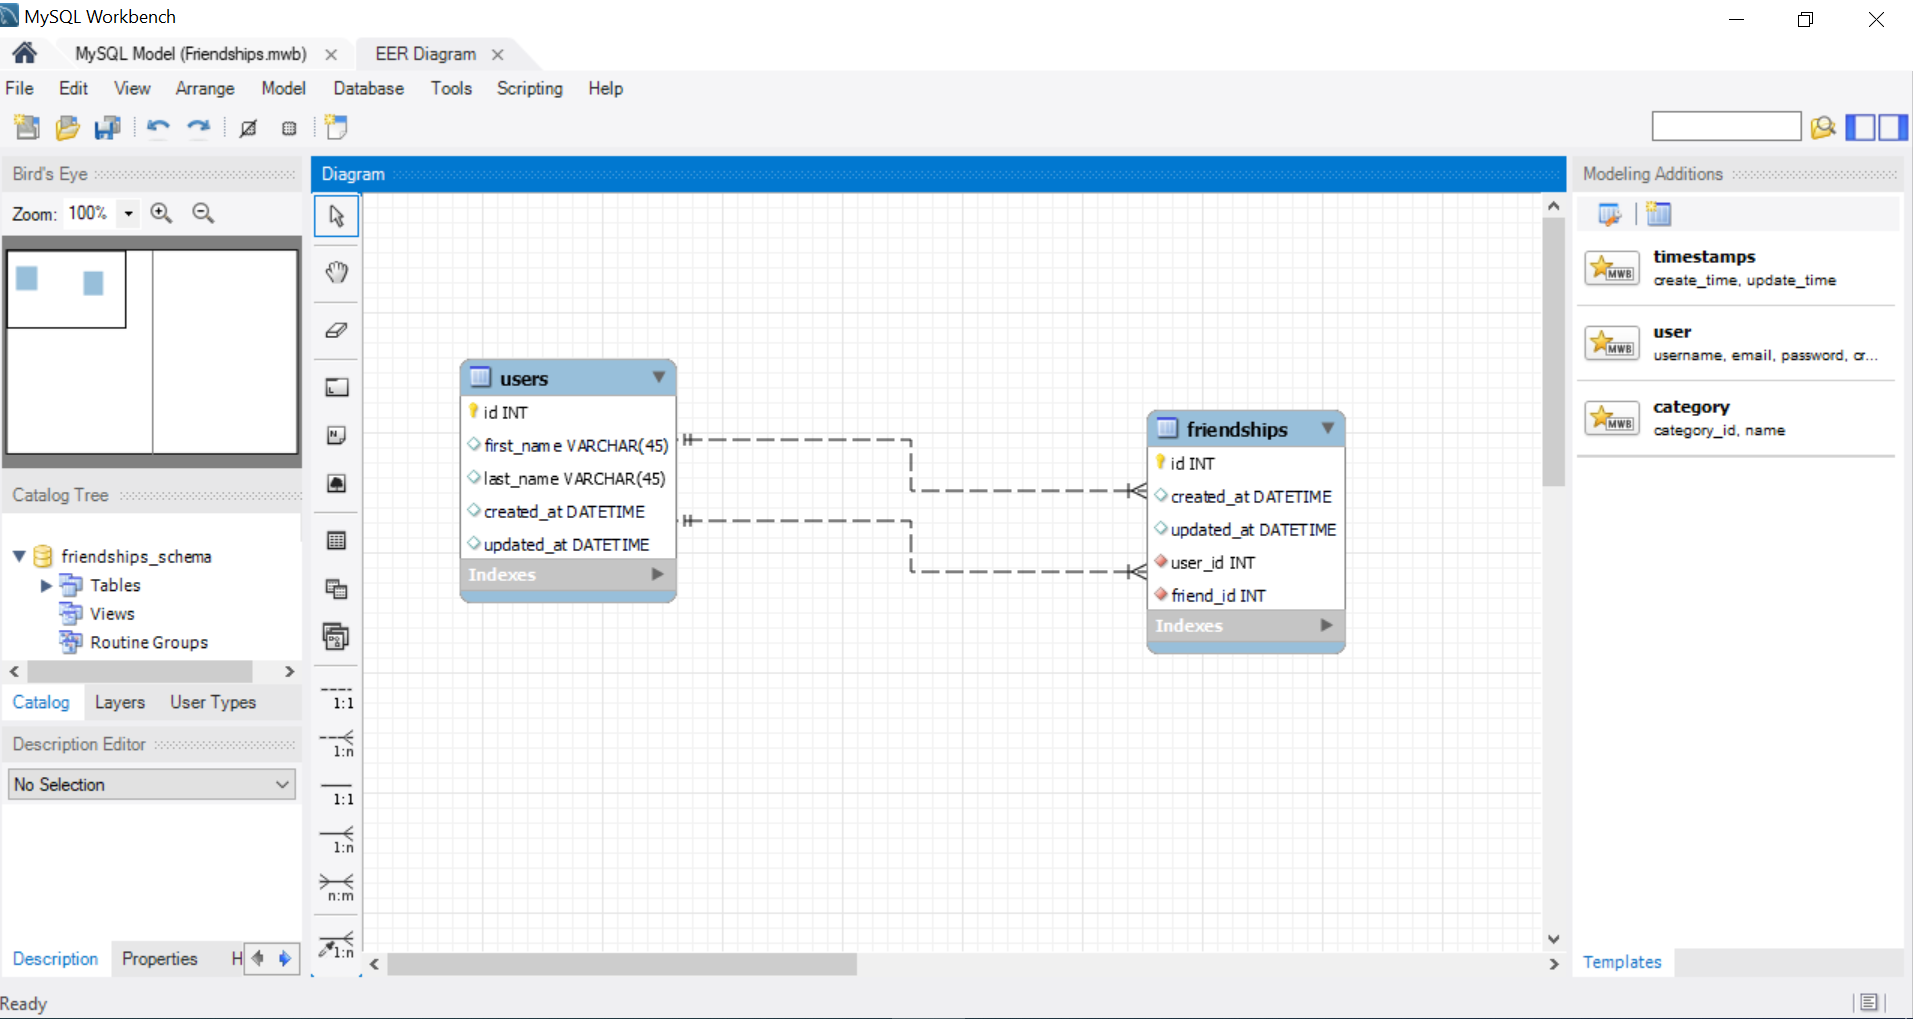 MySQL Workbench
MySQL Model (Friendships.mwb)
EER Diagram
File Edit View Arrange Model Database Tools Scripting Help
Bird's Eye
Zoom: 100%
Catalog Tree
friendships_schema
Tables
Views
Routine Groups
Catalog Layers User Types
Description Editor
No Selection
Description Properties H
Ready
Diagram
1:1
1:n
1:1
1:n
n:m
1:n
users
id INT
first_name VARCHAR(45)
last_name VARCHAR(45)
created_at DATETIME
updated_at DATETIME
Indexes
friendships
id INT
created_at DATETIME
updated_at DATETIME
user_id INT
friend_id INT
Indexes
Modeling Additions
MWB
timestamps
create_time, update_time
MWB
user
username, email, password, cr...
MWB
category
category_id, name
Templates